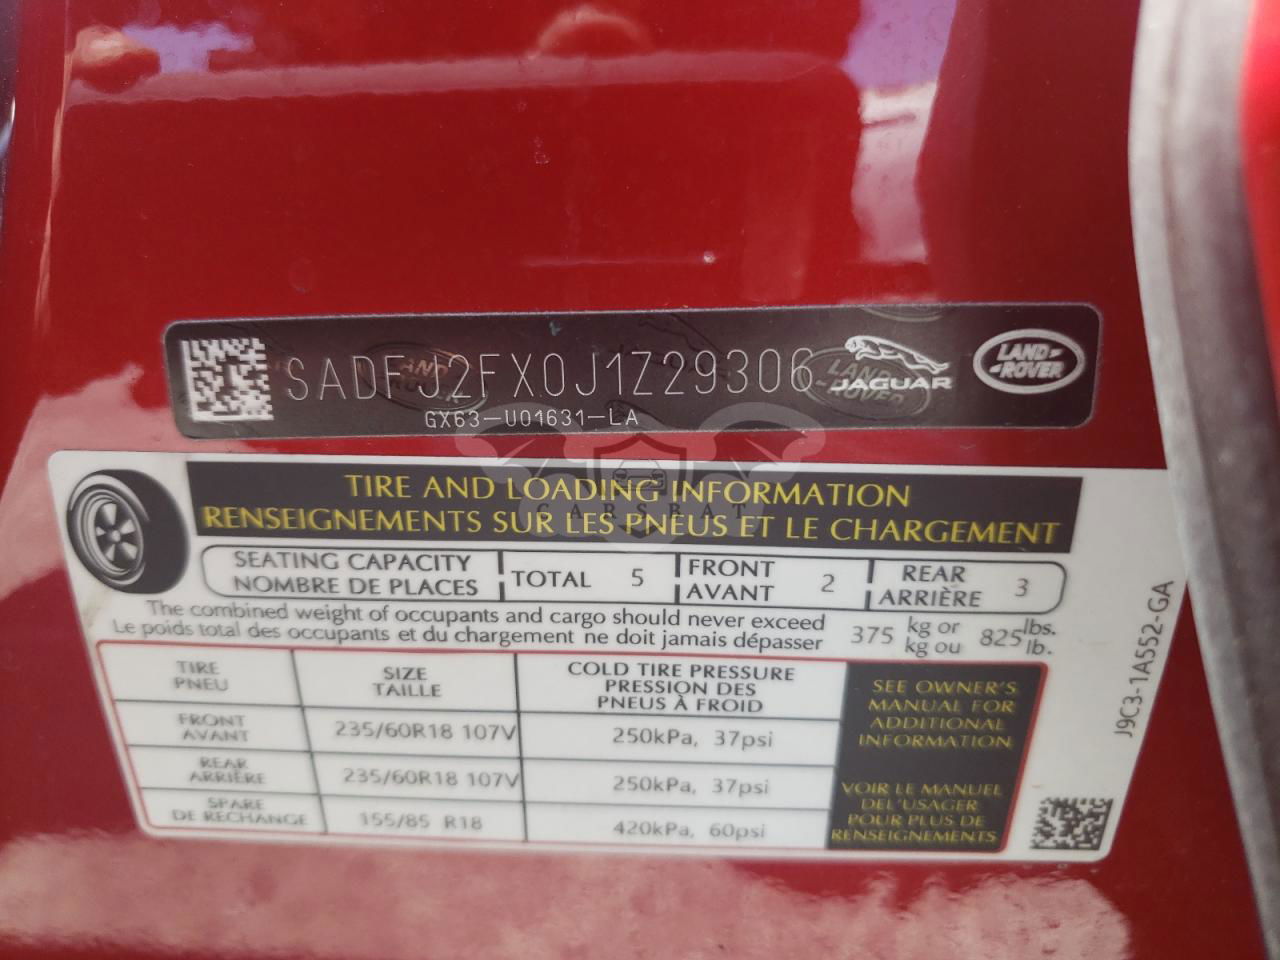 SADFJ2FX0J1Z29306
JAGUAR
LAND-
-ROVER
GX63-U01631-LA
CARSBAT
TIRE AND LOADING INFORMATION
RENSEIGNEMENTS SUR LES PNEUS ET LE CHARGEMENT
SEATING CAPACITY
NOMBRE DE PLACES
TOTAL 5
FRONT
AVANT
2
REAR
ARRIÈRE
3
The combined weight of occupants and cargo should never exceed
Le poids total des occupants et du chargement ne doit jamais dépasser
375 kg or 825 lbs.
kg ou lb.
TIRE
PNEU
SIZE
TAILLE
COLD TIRE PRESSURE
PRESSION DES
PNEUS À FROID
FRONT
AVANT
235/60R18 107V
250kPa, 37psi
REAR
ARRIÈRE
235/60R18 107V
250kPa, 37psi
SPARE
DE RECHANGE
155/85 R18
420kPa, 60psi
SEE OWNER'S
MANUAL FOR
ADDITIONAL
INFORMATION
VOIR LE MANUEL
DEL'USAGER
POUR PLUS DE
RENSEIGNEMENTS
J9C3-1A552-GA